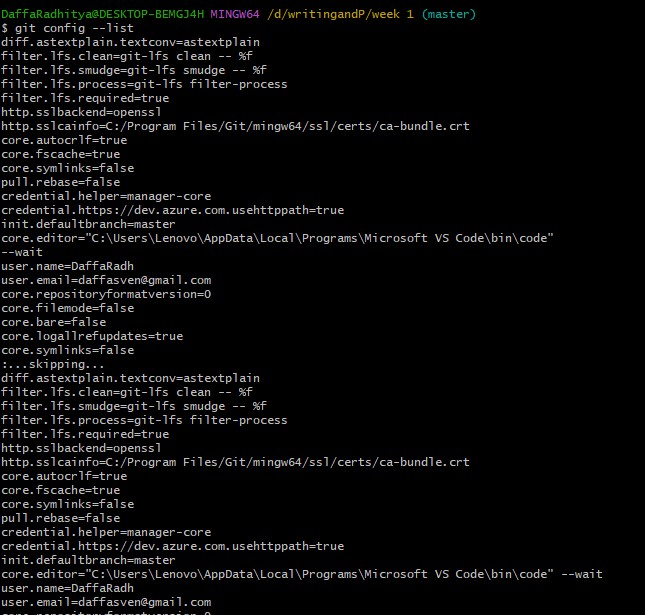 DaffaRadhitya@DESKTOP-BEMGJ4H MINGW64 /d/writingandP/week 1 (master)
$ git config --list
diff.astextplain.textconv=astextplain
filter.lfs.clean=git-lfs clean -- %f
filter.lfs.smudge=git-lfs smudge -- %f
filter.lfs.process=git-lfs filter-process
filter.lfs.required=true
http.sslbackend=openssl
http.sslcainfo=C:/Program Files/Git/mingw64/ssl/certs/ca-bundle.crt
core.autocrlf=true
core.fscache=true
core.symlinks=false
pull.rebase=false
credential.helper=manager-core
credential.https://dev.azure.com.usehttppath=true
init.defaultbranch=master
core.editor="C:\Users\Lenovo\AppData\Local\Programs\Microsoft VS Code\bin\code"
--wait
user.name=DaffaRadh
user.email=daffasven@gmail.com
core.repositoryformatversion=0
core.filemode=false
core.bare=false
core.logallrefupdates=true
core.symlinks=false
:...skipping...
diff.astextplain.textconv=astextplain
filter.lfs.clean=git-lfs clean -- %f
filter.lfs.smudge=git-lfs smudge -- %f
filter.lfs.process=git-lfs filter-process
filter.lfs.required=true
http.sslbackend=openssl
http.sslcainfo=C:/Program Files/Git/mingw64/ssl/certs/ca-bundle.crt
core.autocrlf=true
core.fscache=true
core.symlinks=false
pull.rebase=false
credential.helper=manager-core
credential.https://dev.azure.com.usehttppath=true
init.defaultbranch=master
core.editor="C:\Users\Lenovo\AppData\Local\Programs\Microsoft VS Code\bin\code" --wait
user.name=DaffaRadh
user.email=daffasven@gmail.com